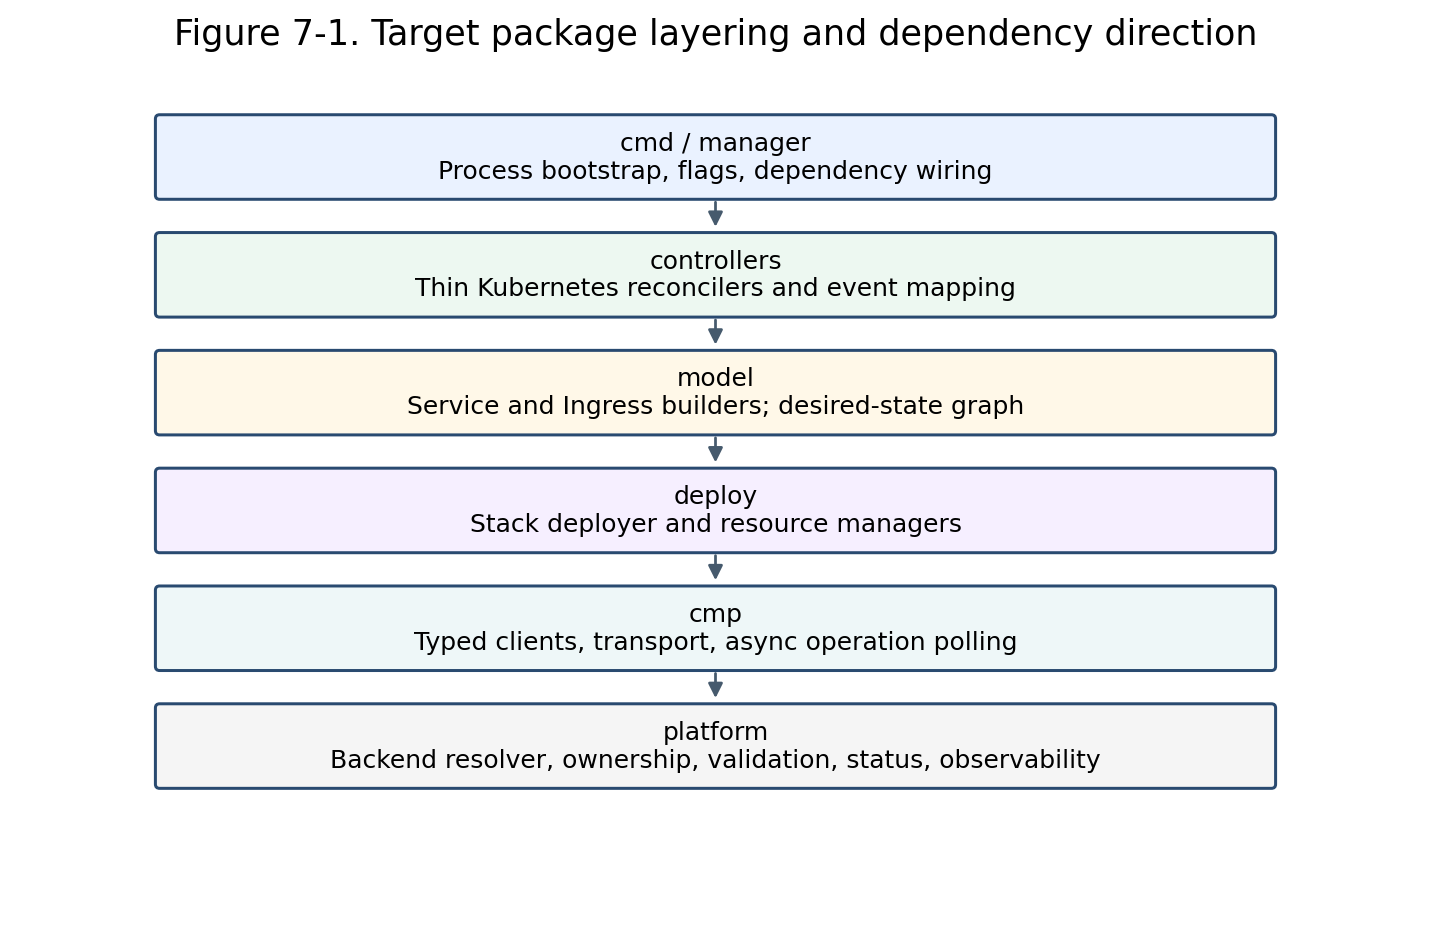 Figure 7-1. Target package layering and dependency direction
cmd / manager
Process bootstrap, flags, dependency wiring
controllers
Thin Kubernetes reconcilers and event mapping
model
Service and Ingress builders; desired-state graph
deploy
Stack deployer and resource managers
cmp
Typed clients, transport, async operation polling
platform
Backend resolver, ownership, validation, status, observability